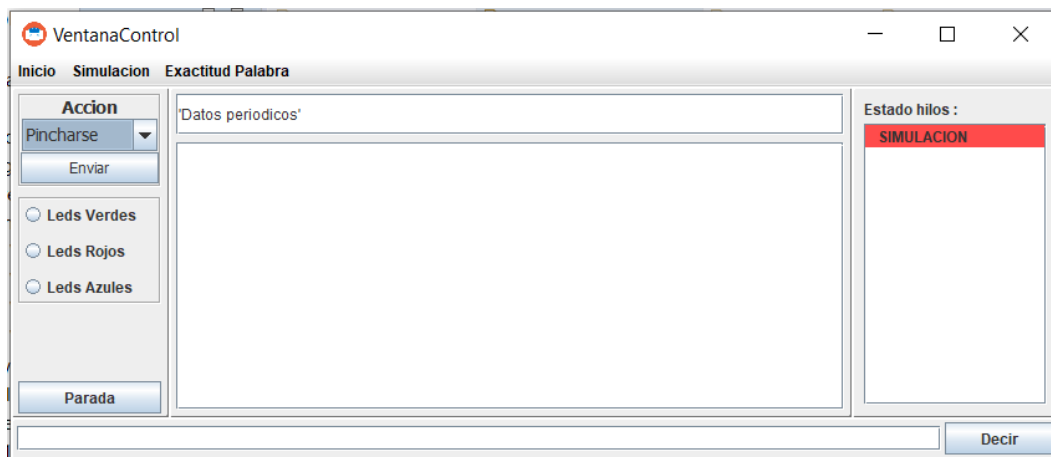 VentanaControl
Inicio Simulacion Exactitud Palabra
Accion
Pincharse
Enviar
Leds Verdes
Leds Rojos
Leds Azules
Parada
'Datos periodicos'
Estado hilos :
SIMULACION
Decir